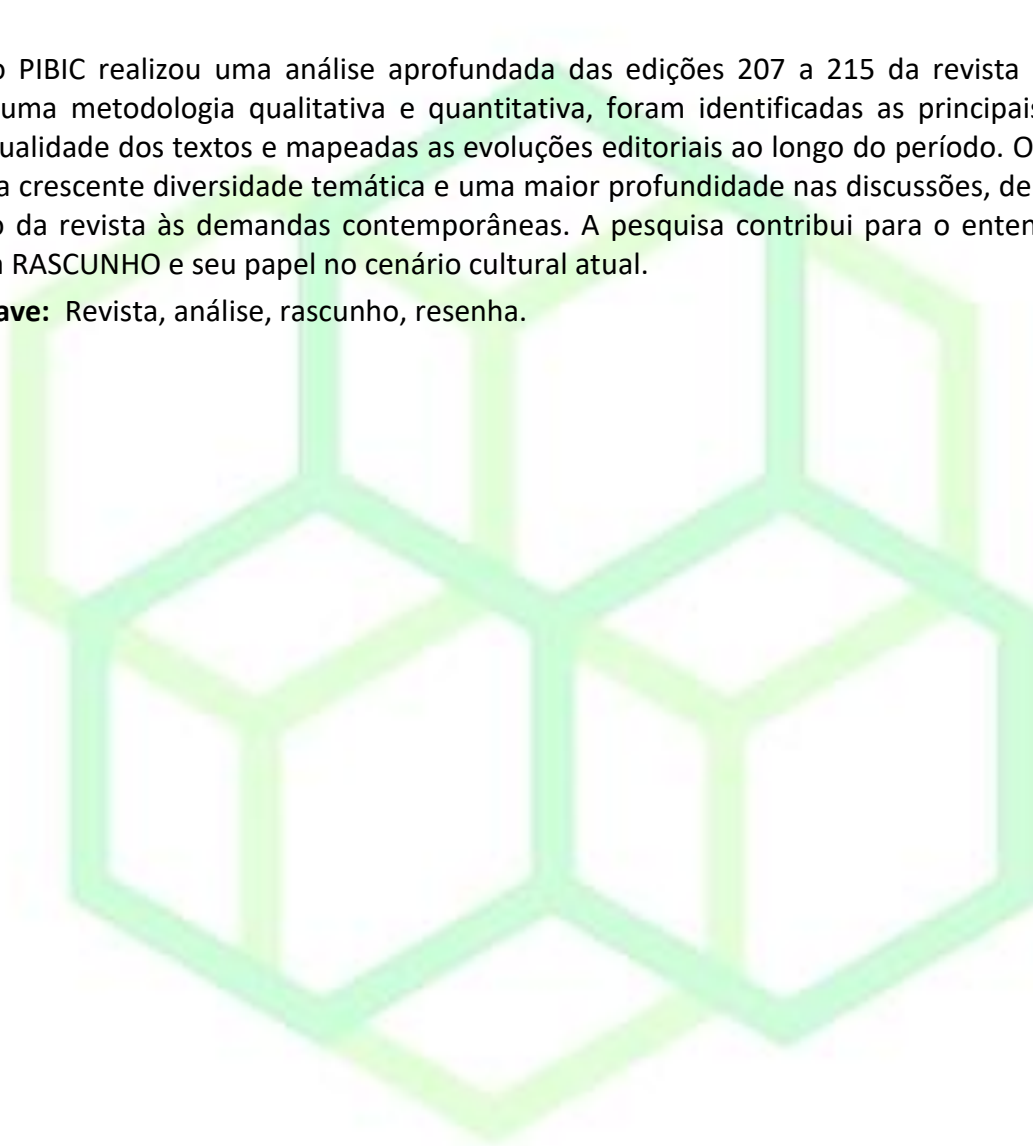 o PIBIC realizou uma análise aprofundada das edições 207 a 215 da revista
uma metodologia qualitativa e quantitativa, foram identificadas as principais
ualidade dos textos e mapeadas as evoluções editoriais ao longo do período. O
a crescente diversidade temática e uma maior profundidade nas discussões, de
o da revista às demandas contemporâneas. A pesquisa contribui para o enten
a RASCUNHO e seu papel no cenário cultural atual.
ave: Revista, análise, rascunho, resenha.